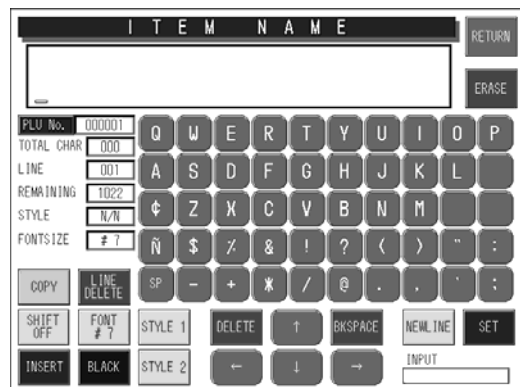 ITEM NAME
RETURN
ERASE
PLU No. 000001
TOTAL CHAR 000
LINE 001
REMAINING 1022
STYLE N/N
FONTSIZE # 7
Q W E R T Y U I O P
A S D F G H J K L
¢ Z X C V B N M
Ñ $ % & ! ? ( ) " :
SP - + * / @ . , ' ;
COPY LINE DELETE
SHIFT OFF FONT # 7 STYLE 1 DELETE ↑ BKSPACE NEWLINE SET
INSERT BLACK STYLE 2 ← ↓ → INPUT